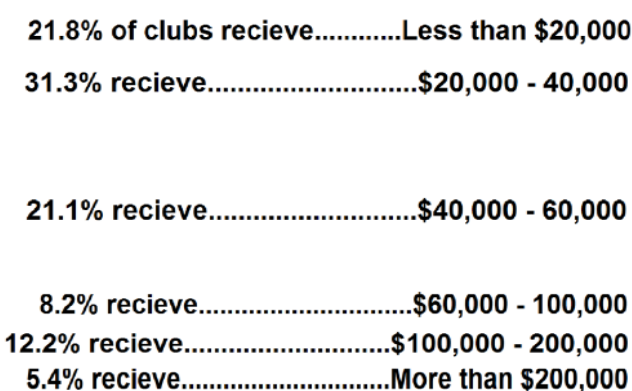 21.8% of clubs recieve............Less than $20,000
31.3% recieve............................$20,000 - 40,000
21.1% recieve............................$40,000 - 60,000
8.2% recieve.............................$60,000 - 100,000
12.2% recieve............................$100,000 - 200,000
5.4% recieve............................More than $200,000